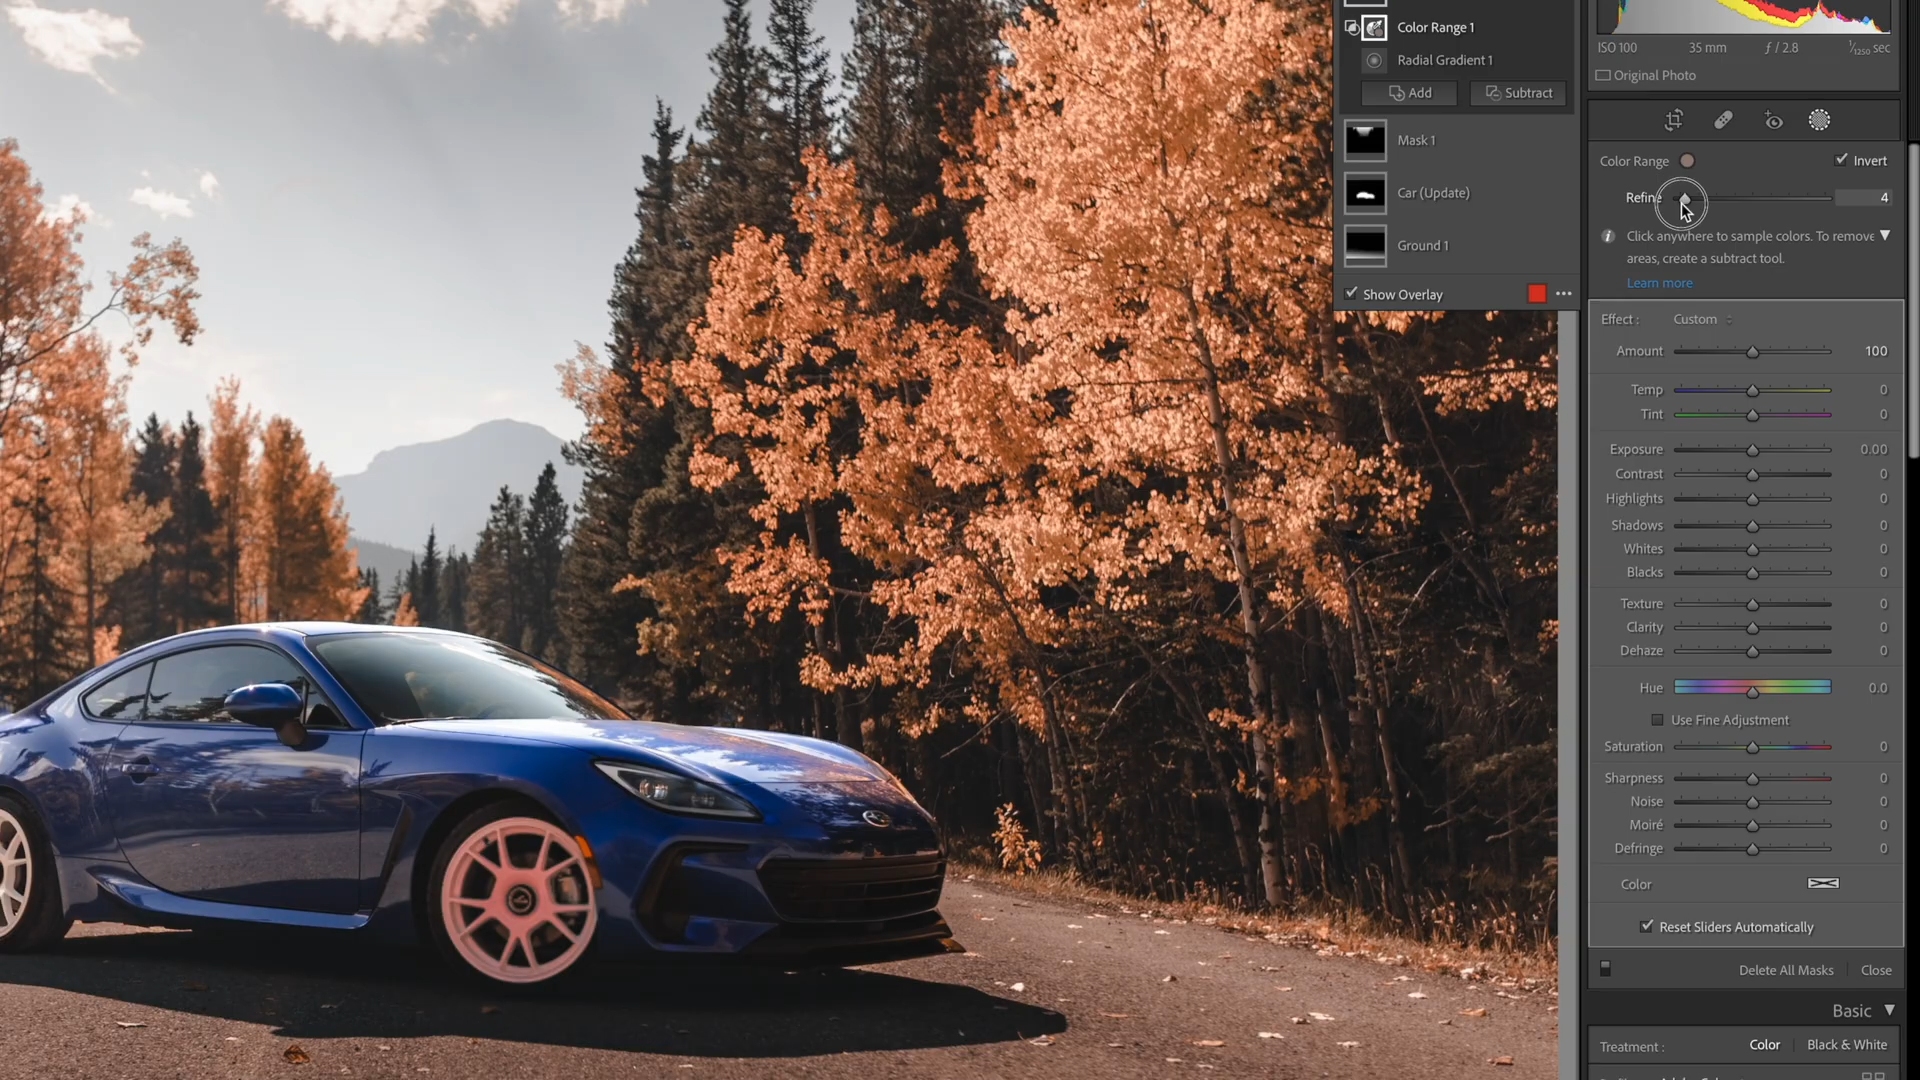 Color Range 1
Radial Gradient 1
Add
Subtract
Mask 1
Car (Update)
Ground 1
Show Overlay
ISO 100 35 mm ƒ / 2.8 1/1250 sec
Original Photo
Color Range
Invert
Refine 4
Click anywhere to sample colors. To remove
areas, create a subtract tool.
Learn more
Effect : Custom
Amount 100
Temp 0
Tint 0
Exposure 0.00
Contrast 0
Highlights 0
Shadows 0
Whites 0
Blacks 0
Texture 0
Clarity 0
Dehaze 0
Hue 0.0
Use Fine Adjustment
Saturation 0
Sharpness 0
Noise 0
Moiré 0
Defringe 0
Color
Reset Sliders Automatically
Delete All Masks Close
Basic
Treatment : Color Black & White